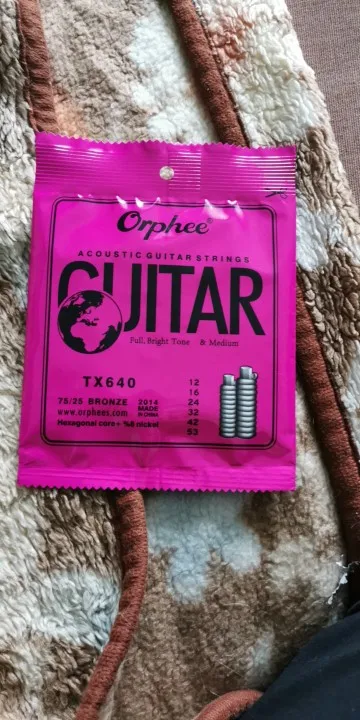 Orphee®
ACOUSTIC GUITAR STRINGS
GUITAR
Full, Bright Tone & Medium
TX640
75/25 BRONZE
www.orphees.com
Hexagonal core+ %8 nickel
2014
MADE
IN CHINA
12
16
24
32
42
53